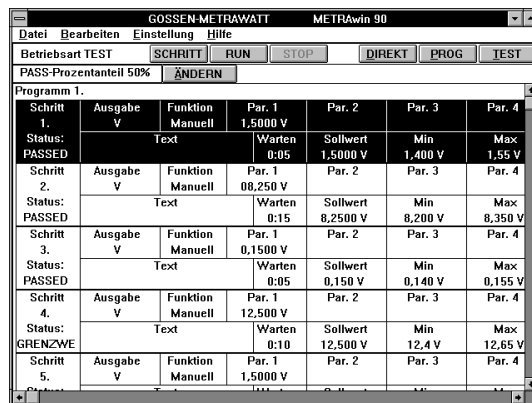 GOSSEN-METRAWATT METRAwin 90
Datei Bearbeiten Einstellung Hilfe
Betriebsart TEST SCHRITT RUN STOP DIREKT PROG TEST
PASS-Prozentanteil 50% ÄNDERN
Programm 1.
Schritt Ausgabe Funktion Par. 1 Par. 2 Par. 3 Par. 4
1. V Manuell 1,5000 V
Status: Text Warten Sollwert Min Max
PASSED 0:05 1,5000 V 1,400 V 1,55 V
Schritt Ausgabe Funktion Par. 1 Par. 2 Par. 3 Par. 4
2. V Manuell 08,250 V
Status: Text Warten Sollwert Min Max
PASSED 0:15 8,2500 V 8,200 V 8,350 V
Schritt Ausgabe Funktion Par. 1 Par. 2 Par. 3 Par. 4
3. V Manuell 0,1500 V
Status: Text Warten Sollwert Min Max
PASSED 0:05 0,150 V 0,140 V 0,155 V
Schritt Ausgabe Funktion Par. 1 Par. 2 Par. 3 Par. 4
4. V Manuell 12,500 V
Status: Text Warten Sollwert Min Max
GRENZWE 0:10 12,500 V 12,4 V 12,65 V
Schritt Ausgabe Funktion Par. 1 Par. 2 Par. 3 Par. 4
5. V Manuell 1,5000 V